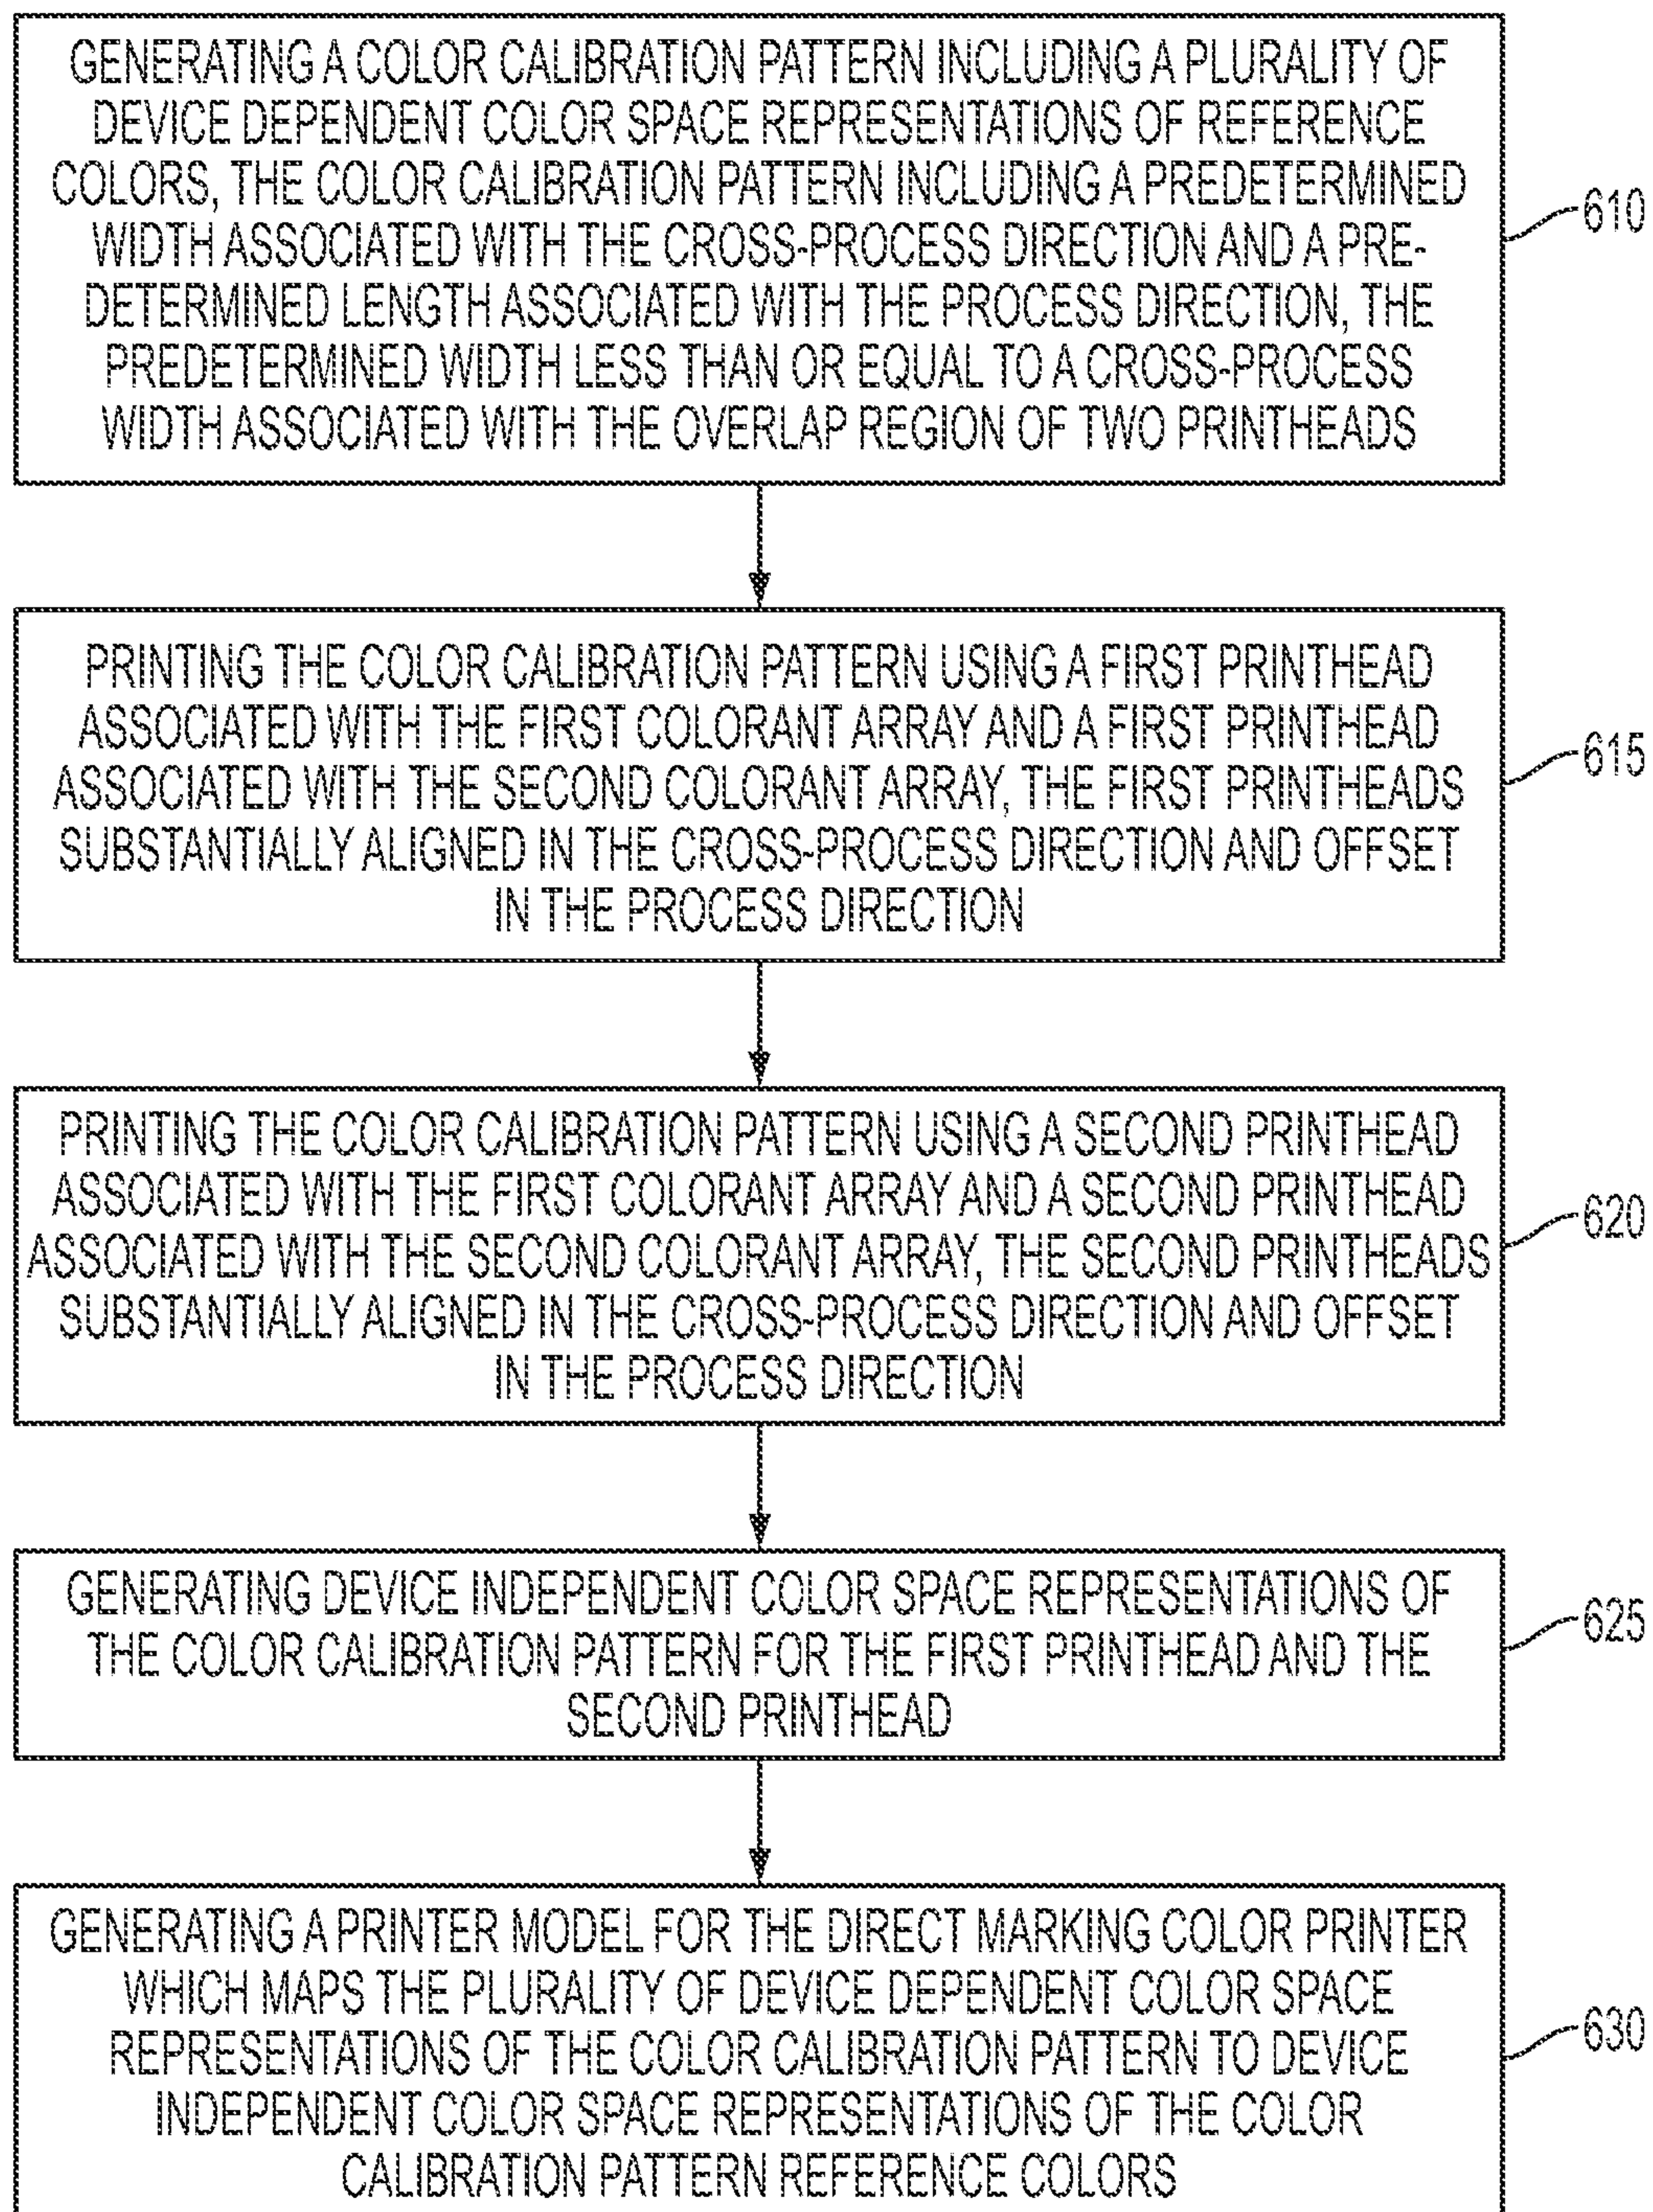 GENERATING A COLOR CALIBRATION PATTERN INCLUDING A PLURALITY OF
DEVICE DEPENDENT COLOR SPACE REPRESENTATIONS OF REFERENCE
COLORS, THE COLOR CALIBRATION PATTERN INCLUDING A PREDETERMINED
WIDTH ASSOCIATED WITH THE CROSS-PROCESS DIRECTION AND A PRE-
DETERMINED LENGTH ASSOCIATED WITH THE PROCESS DIRECTION, THE
PREDETERMINED WIDTH LESS THAN OR EQUAL TO A CROSS-PROCESS
WIDTH ASSOCIATED WITH THE OVERLAP REGION OF TWO PRINTHEADS
610
PRINTING THE COLOR CALIBRATION PATTERN USING A FIRST PRINTHEAD
ASSOCIATED WITH THE FIRST COLORANT ARRAY AND A FIRST PRINTHEAD
ASSOCIATED WITH THE SECOND COLORANT ARRAY, THE FIRST PRINTHEADS
SUBSTANTIALLY ALIGNED IN THE CROSS-PROCESS DIRECTION AND OFFSET
IN THE PROCESS DIRECTION
615
PRINTING THE COLOR CALIBRATION PATTERN USING A SECOND PRINTHEAD
ASSOCIATED WITH THE FIRST COLORANT ARRAY AND A SECOND PRINTHEAD
ASSOCIATED WITH THE SECOND COLORANT ARRAY, THE SECOND PRINTHEADS
SUBSTANTIALLY ALIGNED IN THE CROSS-PROCESS DIRECTION AND OFFSET
IN THE PROCESS DIRECTION
620
GENERATING DEVICE INDEPENDENT COLOR SPACE REPRESENTATIONS OF
THE COLOR CALIBRATION PATTERN FOR THE FIRST PRINTHEAD AND THE
SECOND PRINTHEAD
625
GENERATING A PRINTER MODEL FOR THE DIRECT MARKING COLOR PRINTER
WHICH MAPS THE PLURALITY OF DEVICE DEPENDENT COLOR SPACE
REPRESENTATIONS OF THE COLOR CALIBRATION PATTERN TO DEVICE
INDEPENDENT COLOR SPACE REPRESENTATIONS OF THE COLOR
CALIBRATION PATTERN REFERENCE COLORS
630